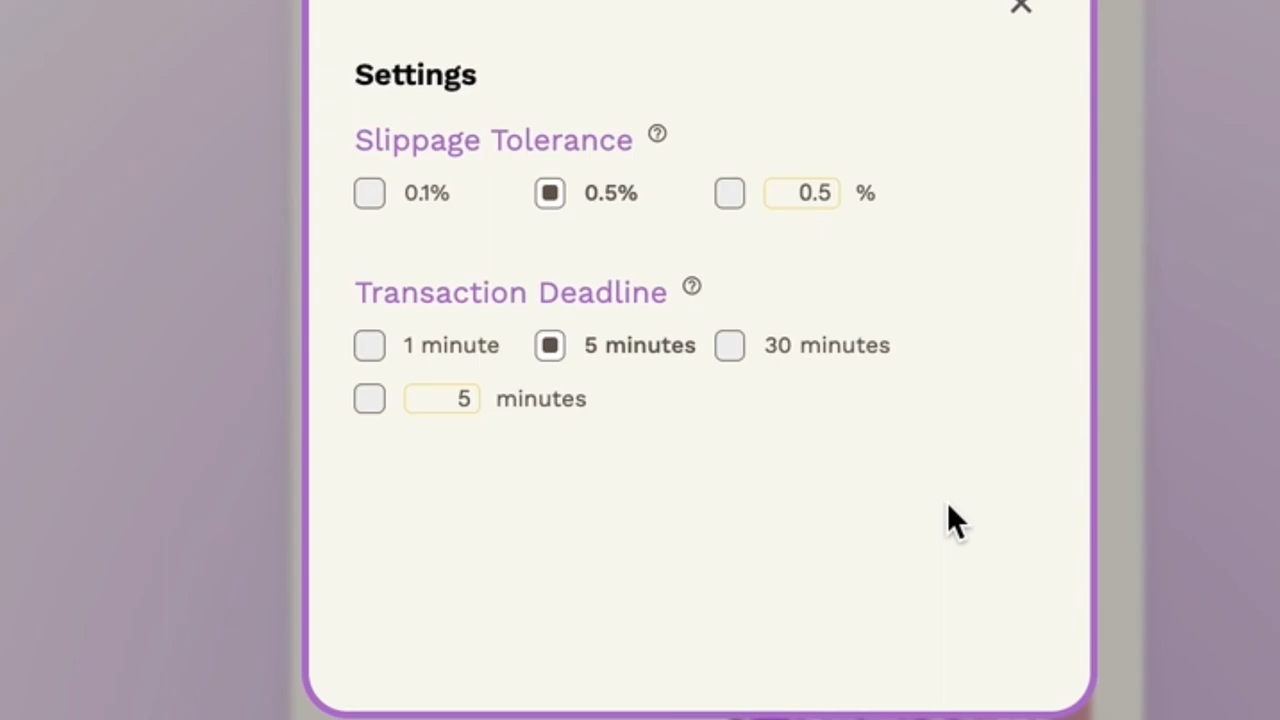 Settings
Slippage Tolerance
0.1% 0.5% 0.5 %
Transaction Deadline
1 minute 5 minutes 30 minutes
5 minutes